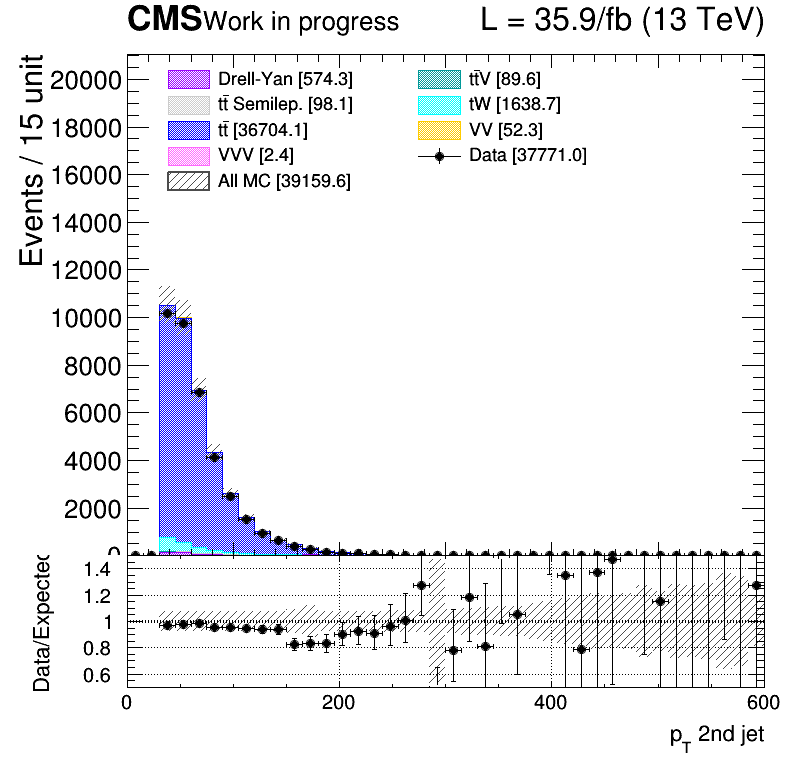 CMS Work in progress L = 35.9/fb (13 TeV)
Events / 15 unit
20000
18000
16000
14000
12000
10000
8000
6000
4000
2000
0
Drell-Yan [574.3]
tt̄ Semilep. [98.1]
tt̄ [36704.1]
VVV [2.4]
All MC [39159.6]
tt̄V [89.6]
tW [1638.7]
VV [52.3]
Data [37771.0]
Data/Expected
1.4
1.2
1
0.8
0.6
0 200 400 600
p_T 2nd jet